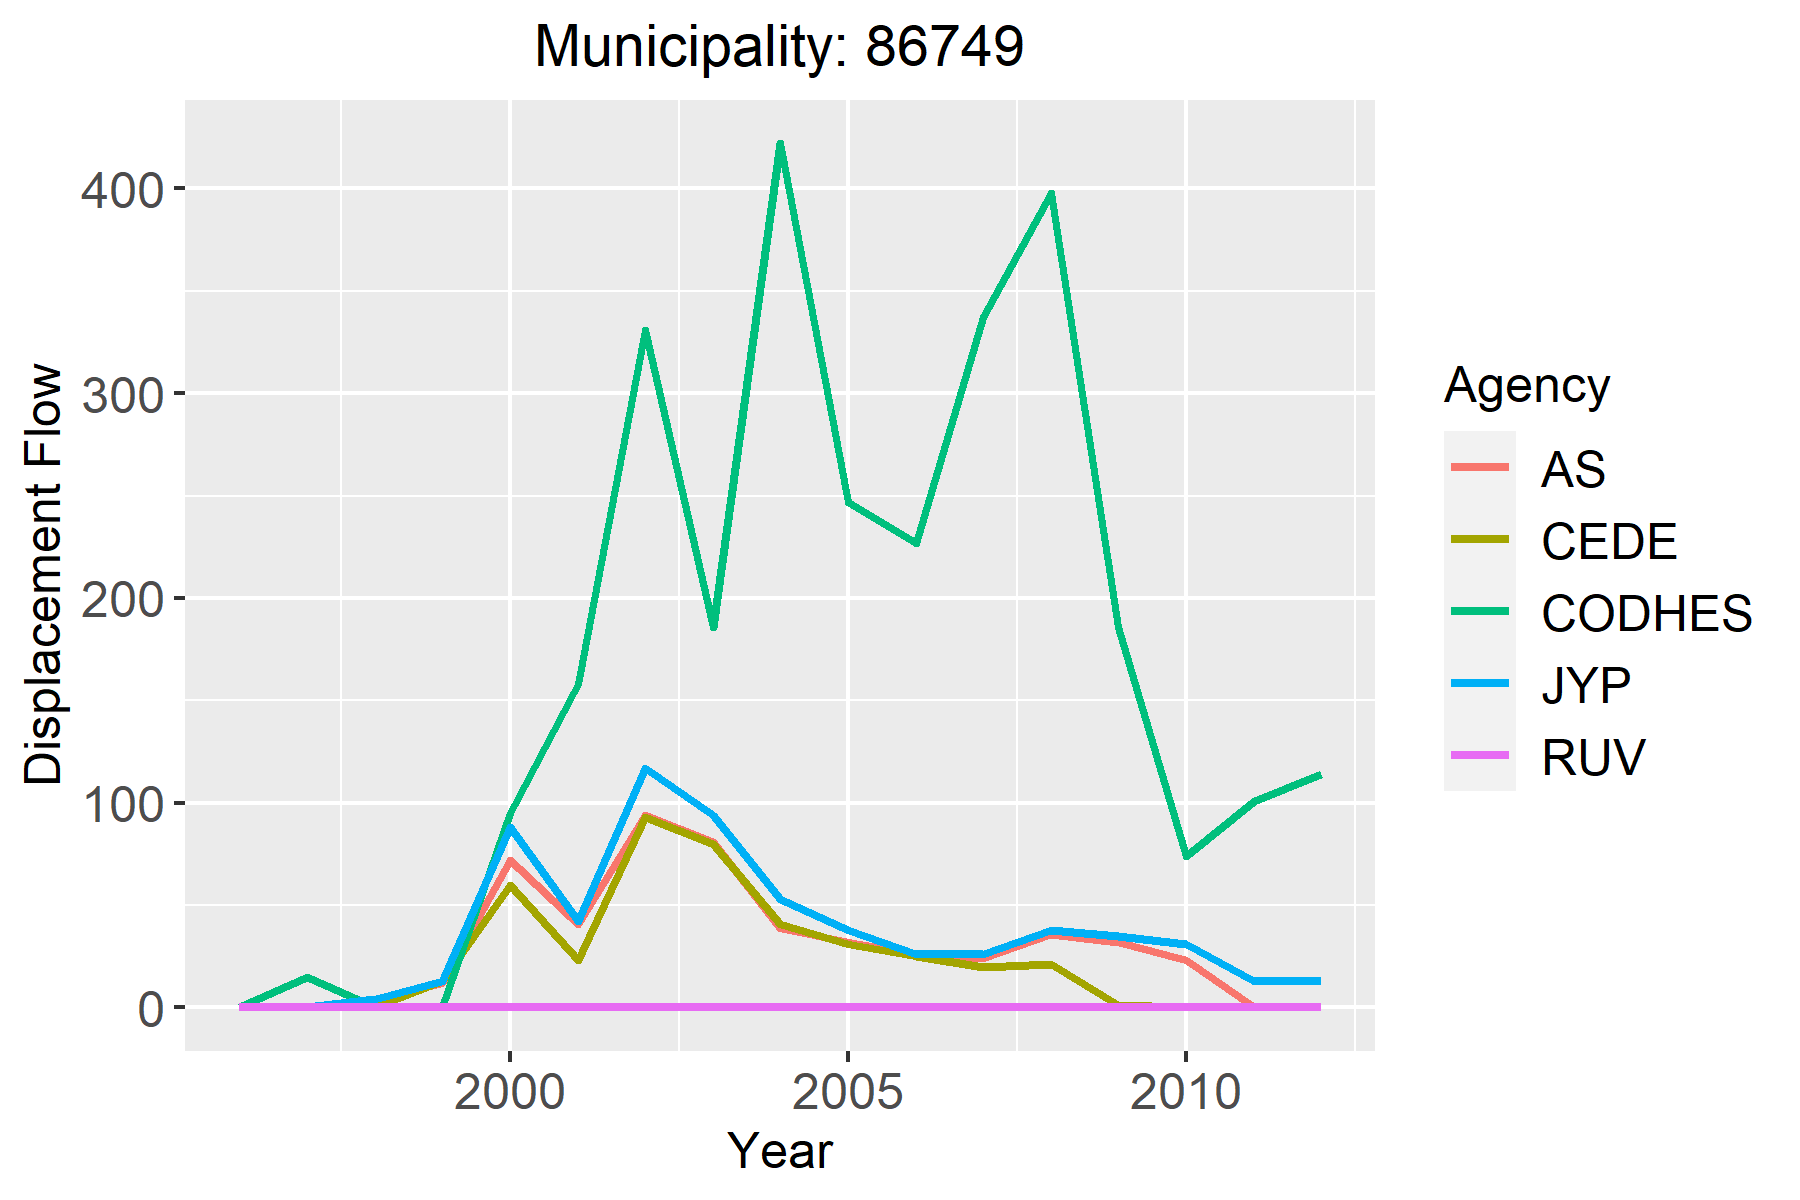 Municipality: 86749
400
300
200
100
0
Displacement Flow
2000
2005
2010
Year
Agency
AS
CEDE
CODHES
JYP
RUV